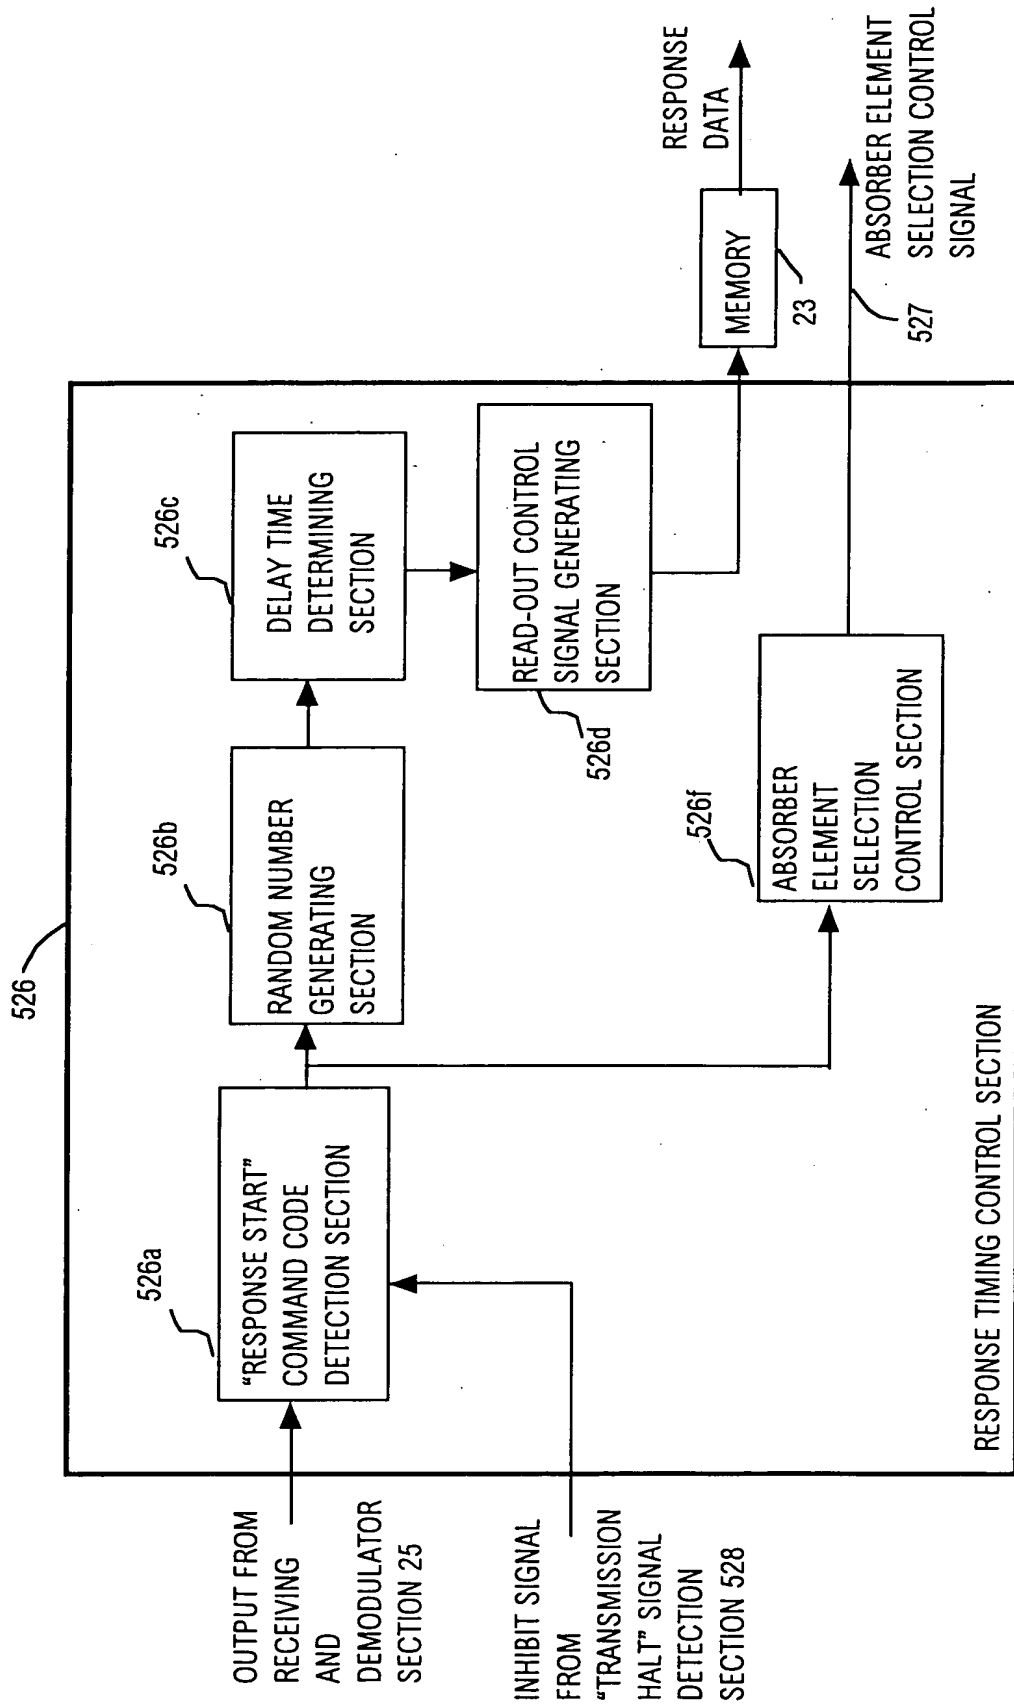 526
526a
"RESPONSE START"
COMMAND CODE
DETECTION SECTION
526b
RANDOM NUMBER
GENERATING
SECTION
526c
DELAY TIME
DETERMINING
SECTION
READ-OUT CONTROL
SIGNAL GENERATING
SECTION
526d
526f
ABSORBER
ELEMENT
SELECTION
CONTROL SECTION
RESPONSE TIMING CONTROL SECTION
OUTPUT FROM
RECEIVING
AND
DEMODULATOR
SECTION 25
INHIBIT SIGNAL
FROM
"TRANSMISSION
HALT" SIGNAL
DETECTION
SECTION 528
MEMORY
23
RESPONSE
DATA
527
ABSORBER ELEMENT
SELECTION CONTROL
SIGNAL